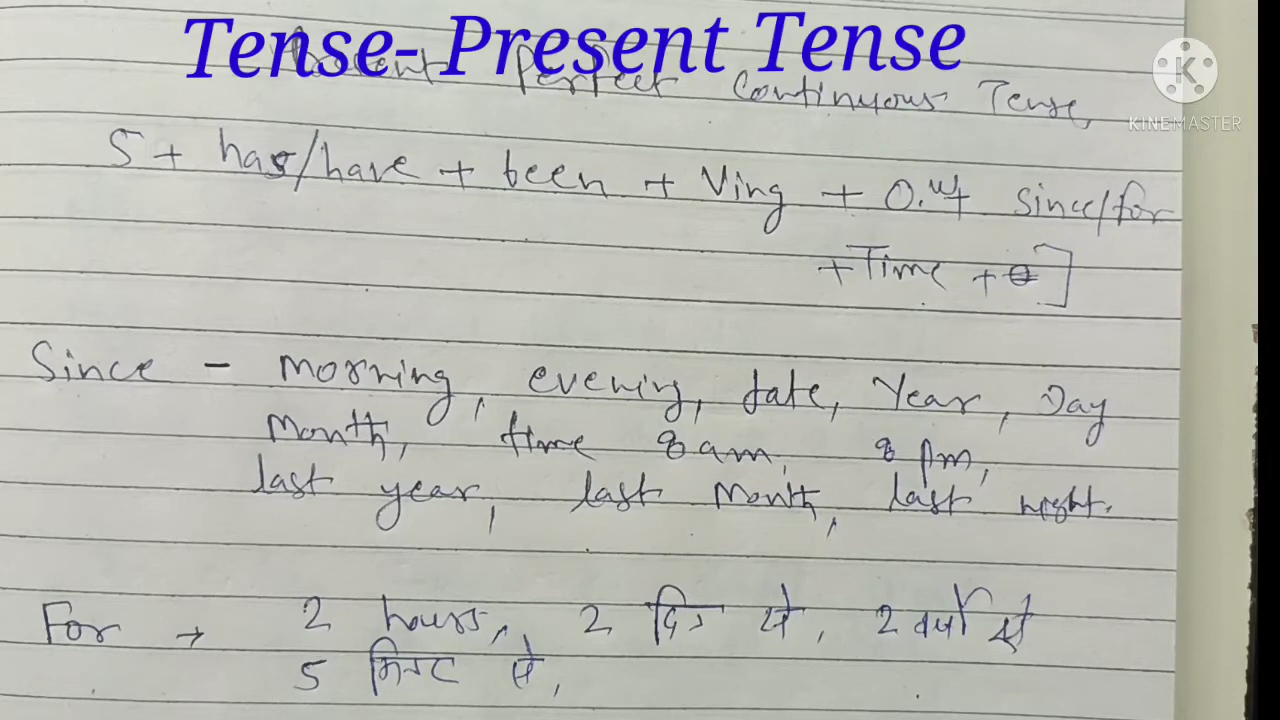 Tense- Present Tense
Present Perfect Continuous Tense,
K
KINEMASTER
S + has/have + been + Ving + O.W+ since/for
+ Time + ]
Since - morning, evening, date, Year, Day
Month, time 8 am, 8 pm,
last year, last Month, last night.
For → 2 hours, 2 दिन से, 2 वर्षो से
5 मिनट से,